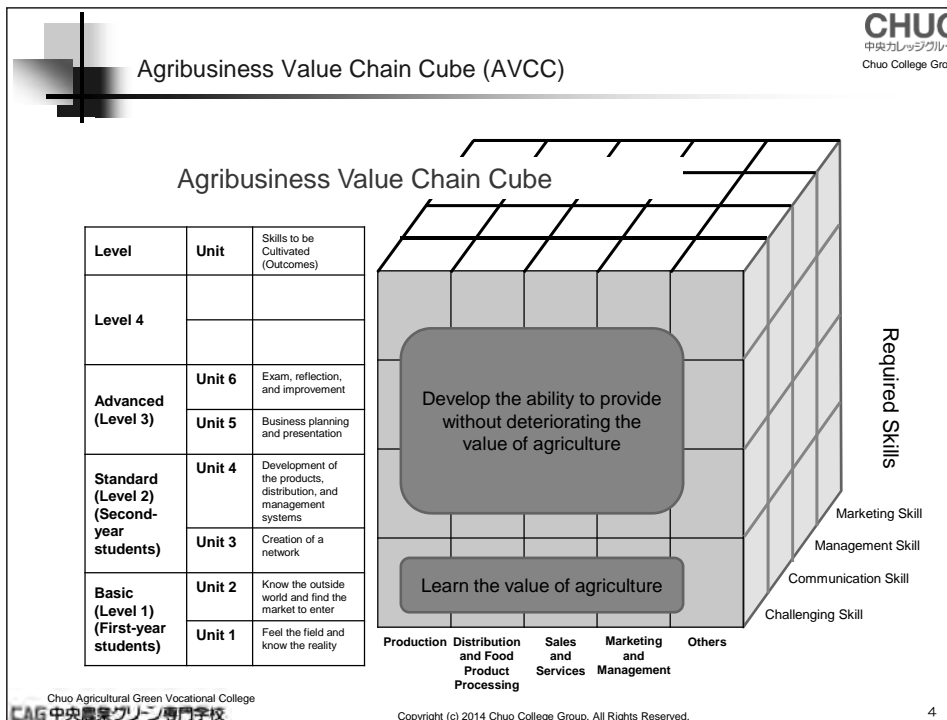 CHUO
中央カレッジグループ
Chuo College Gro
Agribusiness Value Chain Cube (AVCC)
Agribusiness Value Chain Cube
Level
Unit
Skills to be
Cultivated
(Outcomes)
Level 4
Advanced
(Level 3)
Unit 6
Exam, reflection,
and improvement
Unit 5
Business planning
and presentation
Standard
(Level 2)
(Second-
year
students)
Unit 4
Development of
the products,
distribution, and
management
systems
Unit 3
Creation of a
network
Basic
(Level 1)
(First-year
students)
Unit 2
Know the outside
world and find the
market to enter
Unit 1
Feel the field and
know the reality
Develop the ability to provide
without deteriorating the
value of agriculture
Learn the value of agriculture
Production
Distribution
and Food
Product
Processing
Sales
and
Services
Marketing
and
Management
Others
Required Skills
Marketing Skill
Management Skill
Communication Skill
Challenging Skill
Chuo Agricultural Green Vocational College
CAG 中央農業グリーン専門学校
Copyright (c) 2014 Chuo College Group. All Rights Reserved.
4